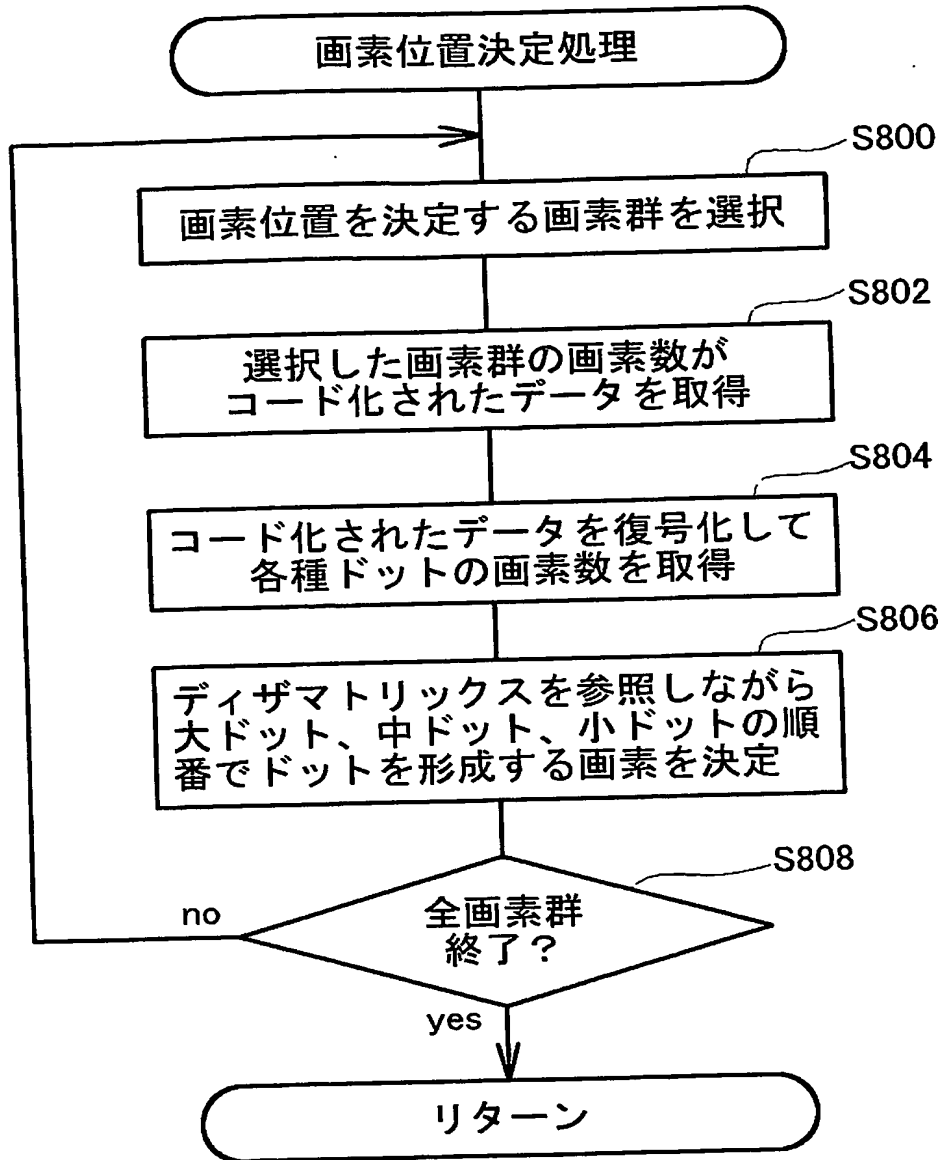 画素位置決定処理
S800
画素位置を決定する画素群を選択
S802
選択した画素群の画素数が
コード化されたデータを取得
S804
コード化されたデータを復号化して
各種ドットの画素数を取得
S806
ディザマトリックスを参照しながら
大ドット、中ドット、小ドットの順
番でドットを形成する画素を決定
S808
全画素群
終了？
no
yes
リターン